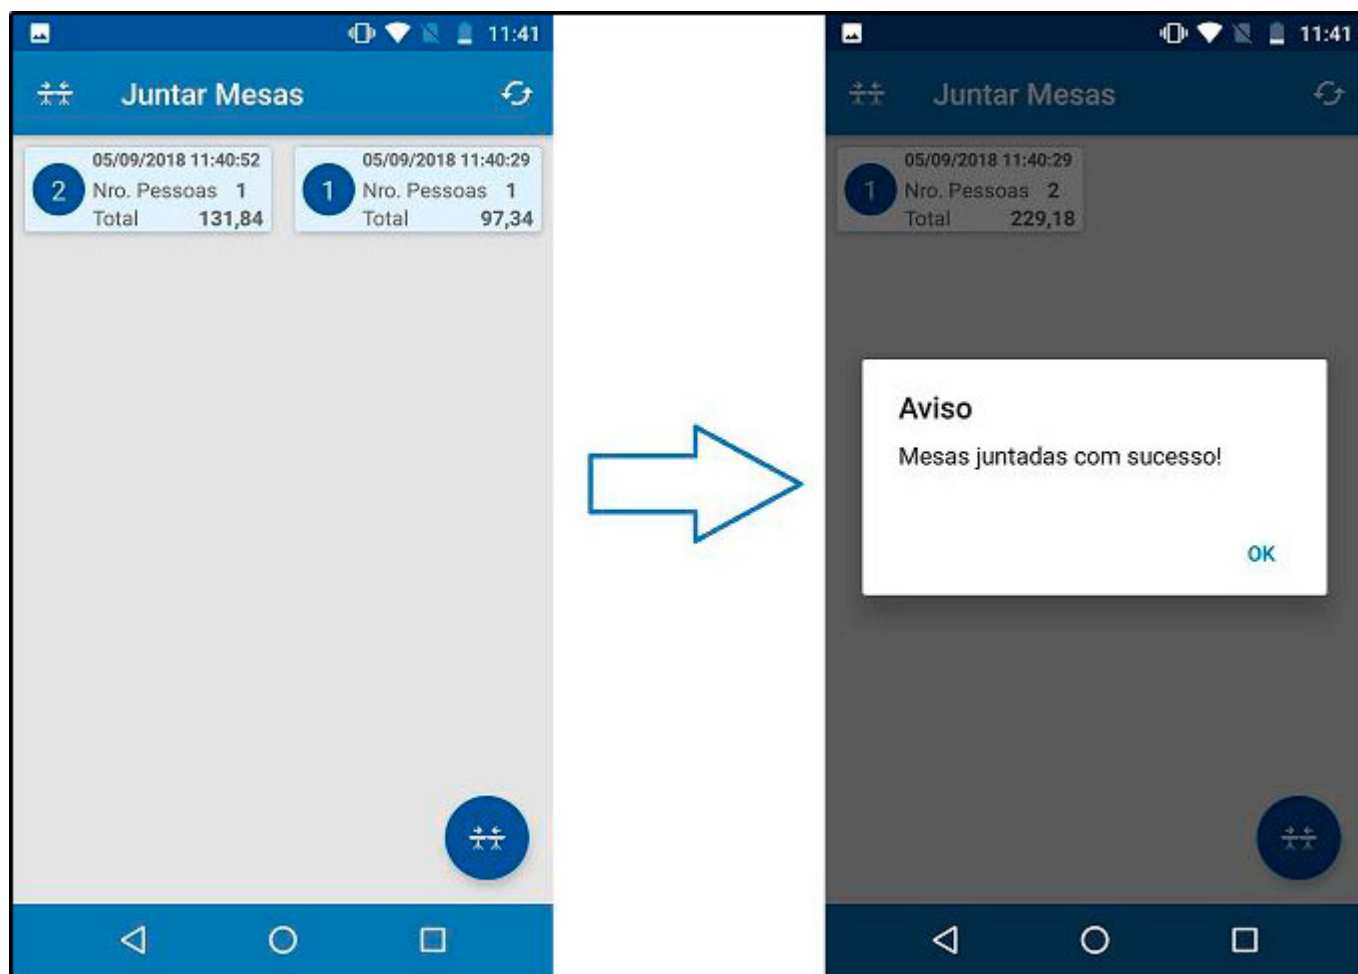 11:41
Juntar Mesas
2
05/09/2018 11:40:52
Nro. Pessoas 1
Total 131,84
1
05/09/2018 11:40:29
Nro. Pessoas 1
Total 97,34
11:41
Juntar Mesas
1
05/09/2018 11:40:29
Nro. Pessoas 2
Total 229,18
Aviso
Mesas juntadas com sucesso!
OK